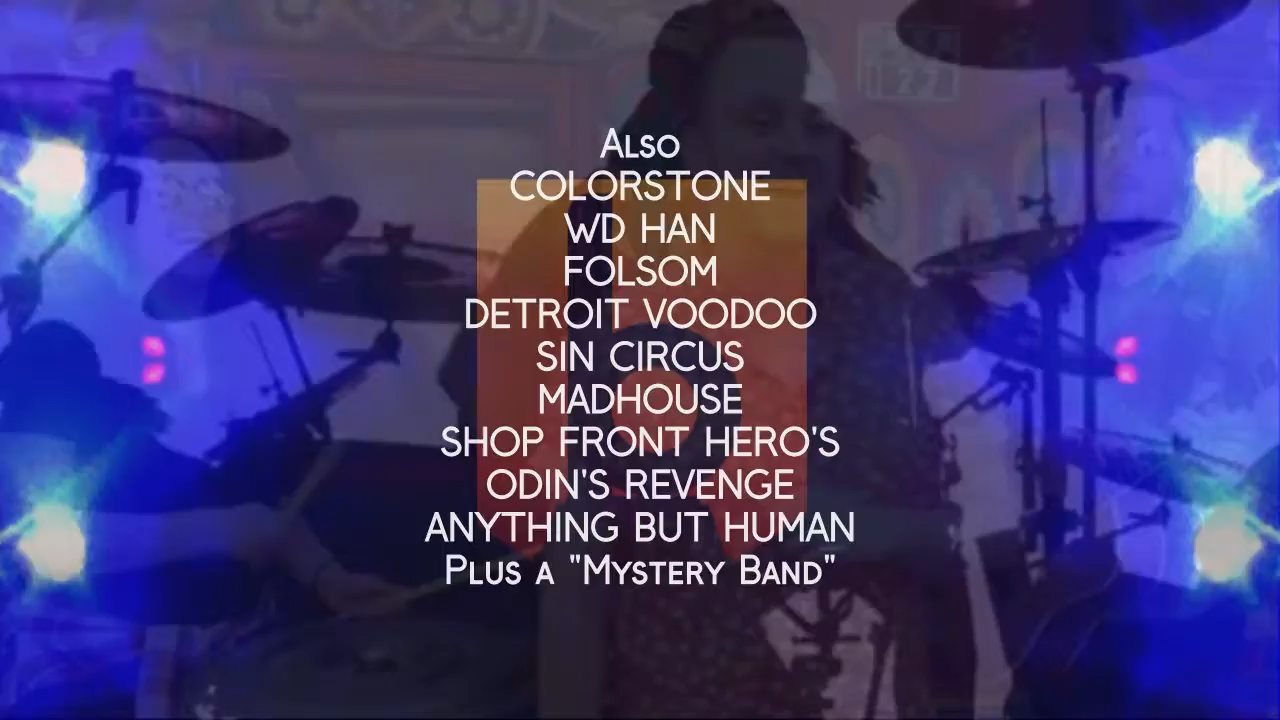 Also
COLORSTONE
WD HAN
FOLSOM
DETROIT VOODOO
SIN CIRCUS
MADHOUSE
SHOP FRONT HERO'S
ODIN'S REVENGE
ANYTHING BUT HUMAN
Plus a "Mystery Band"